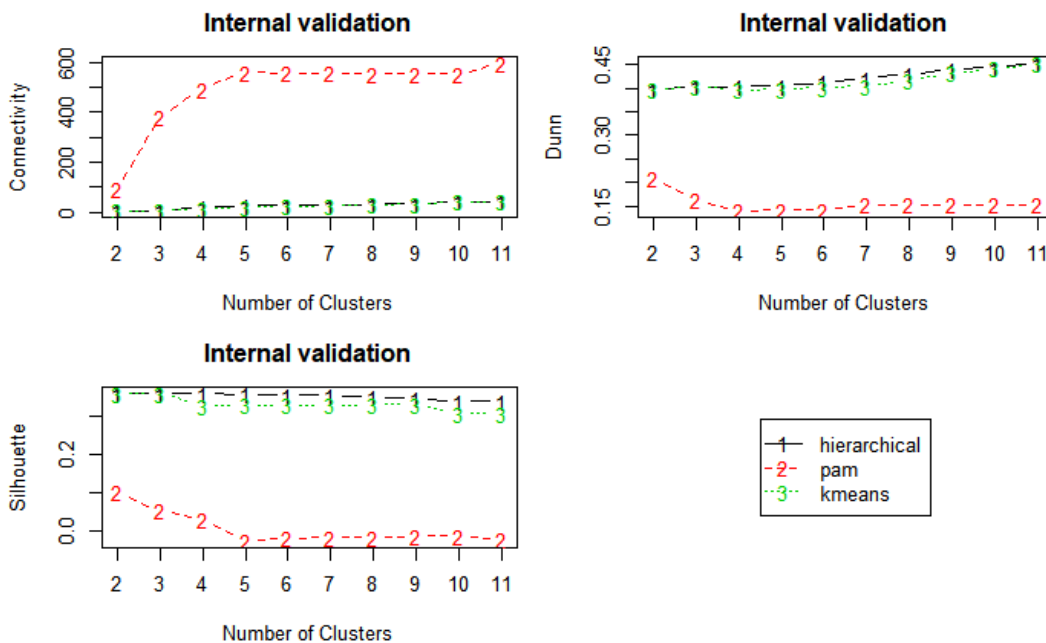 Internal validation
Connectivity
0 200 400 600
2 3 4 5 6 7 8 9 10 11
Number of Clusters
Internal validation
Dunn
0.15 0.30 0.45
2 3 4 5 6 7 8 9 10 11
Number of Clusters
Internal validation
Silhouette
0.0 0.2
2 3 4 5 6 7 8 9 10 11
Number of Clusters
1 hierarchical
2 pam
3 kmeans